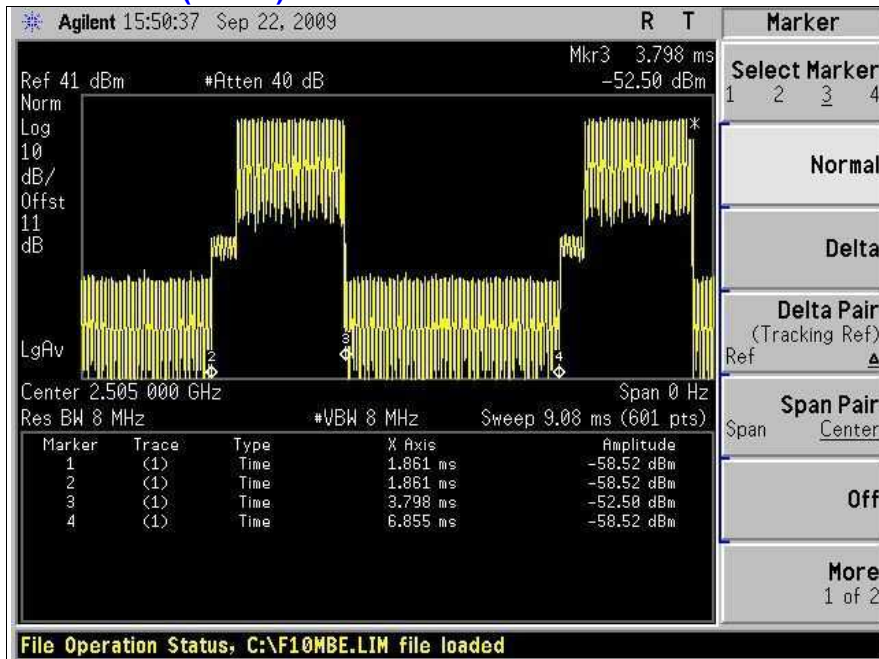 Agilent 15:50:37 Sep 22, 2009 R T
Mkr3 3.798 ms
Ref 41 dBm #Atten 40 dB -52.50 dBm
Norm
Log
10
dB/
Offst
11
dB
LgAv
*
2
3
4
Center 2.505 000 GHz Span 0 Hz
Res BW 8 MHz #VBW 8 MHz Sweep 9.08 ms (601 pts)
Marker Trace Type X Axis Amplitude
1 (1) Time 1.861 ms -58.52 dBm
2 (1) Time 1.861 ms -58.52 dBm
3 (1) Time 3.798 ms -52.50 dBm
4 (1) Time 6.855 ms -58.52 dBm
File Operation Status, C:\F10MBE.LIM file loaded
Marker
Select Marker
1 2 3 4
Normal
Delta
Delta Pair
(Tracking Ref)
Ref Δ
Span Pair
Span Center
Off
More
1 of 2